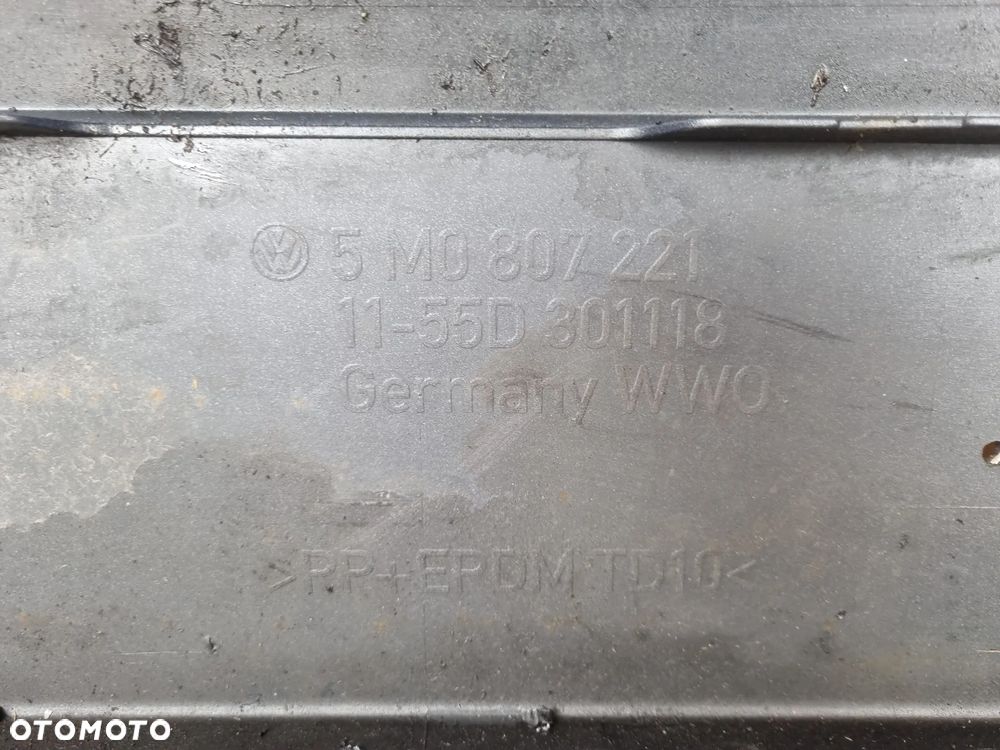 5 M0 807 221
11-55D 301118
Germany WWO
>PP+EPDM TD10<
OTOMOTO